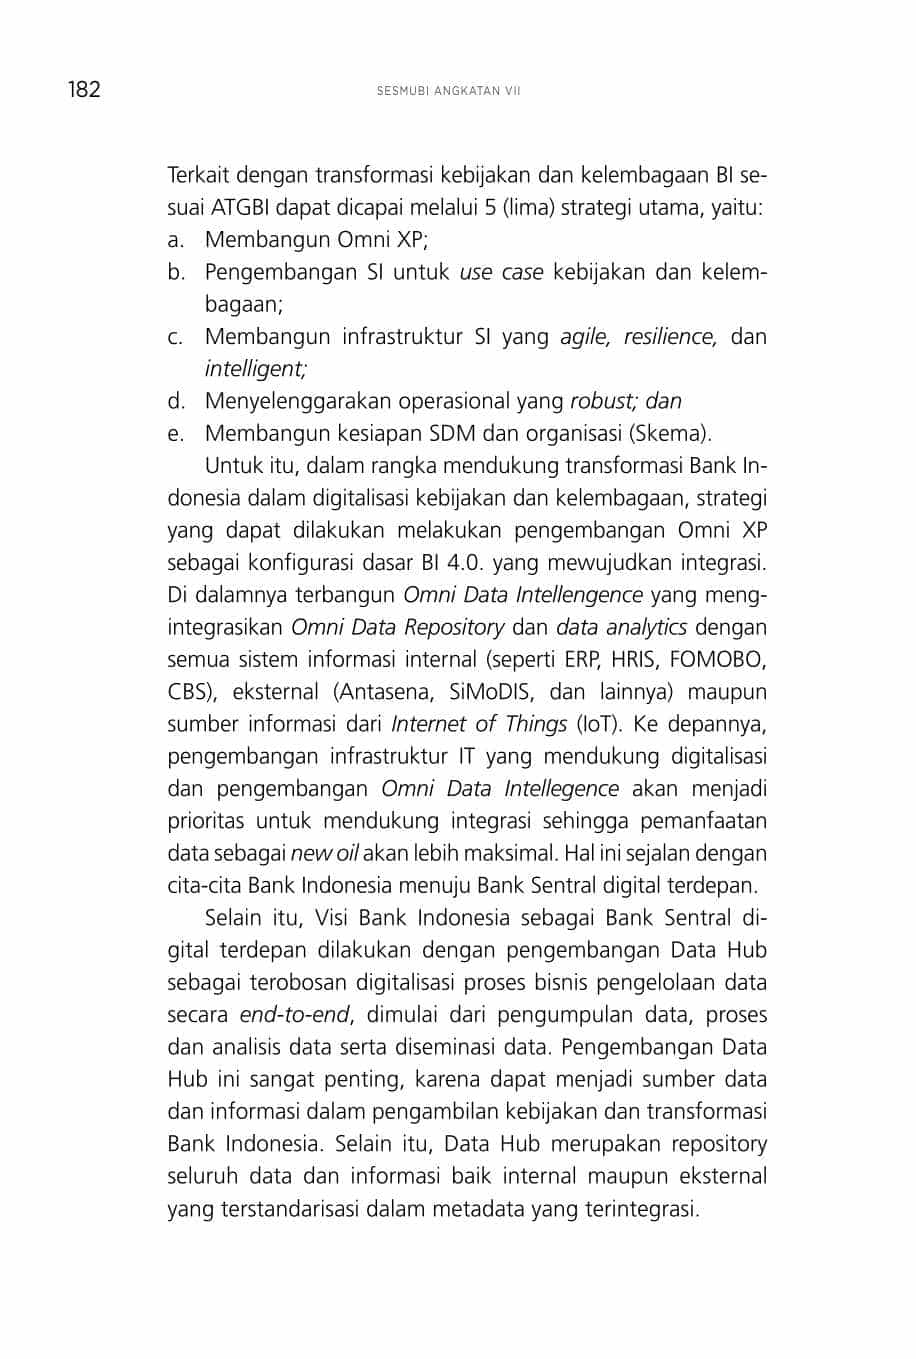 182
SESMUBI ANGKATAN VII
Terkait dengan transformasi kebijakan dan kelembagaan BI se-
suai ATGBI dapat dicapai melalui 5 (lima) strategi utama, yaitu:
a. Membangun Omni XP;
b. Pengembangan SI untuk use case kebijakan dan kelem-
bagaan;
c. Membangun infrastruktur SI yang agile, resilience, dan
intelligent;
d. Menyelenggarakan operasional yang robust; dan
e. Membangun kesiapan SDM dan organisasi (Skema).
Untuk itu, dalam rangka mendukung transformasi Bank In-
donesia dalam digitalisasi kebijakan dan kelembagaan, strategi
yang dapat dilakukan melakukan pengembangan Omni XP
sebagai konfigurasi dasar BI 4.0. yang mewujudkan integrasi.
Di dalamnya terbangun Omni Data Intellengence yang meng-
integrasikan Omni Data Repository dan data analytics dengan
semua sistem informasi internal (seperti ERP, HRIS, FOMOBO,
CBS), eksternal (Antasena, SiMoDIS, dan lainnya) maupun
sumber informasi dari Internet of Things (IoT). Ke depannya,
pengembangan infrastruktur IT yang mendukung digitalisasi
dan pengembangan Omni Data Intellegence akan menjadi
prioritas untuk mendukung integrasi sehingga pemanfaatan
data sebagai new oil akan lebih maksimal. Hal ini sejalan dengan
cita-cita Bank Indonesia menuju Bank Sentral digital terdepan.
Selain itu, Visi Bank Indonesia sebagai Bank Sentral di-
gital terdepan dilakukan dengan pengembangan Data Hub
sebagai terobosan digitalisasi proses bisnis pengelolaan data
secara end-to-end, dimulai dari pengumpulan data, proses
dan analisis data serta diseminasi data. Pengembangan Data
Hub ini sangat penting, karena dapat menjadi sumber data
dan informasi dalam pengambilan kebijakan dan transformasi
Bank Indonesia. Selain itu, Data Hub merupakan repository
seluruh data dan informasi baik internal maupun eksternal
yang terstandarisasi dalam metadata yang terintegrasi.